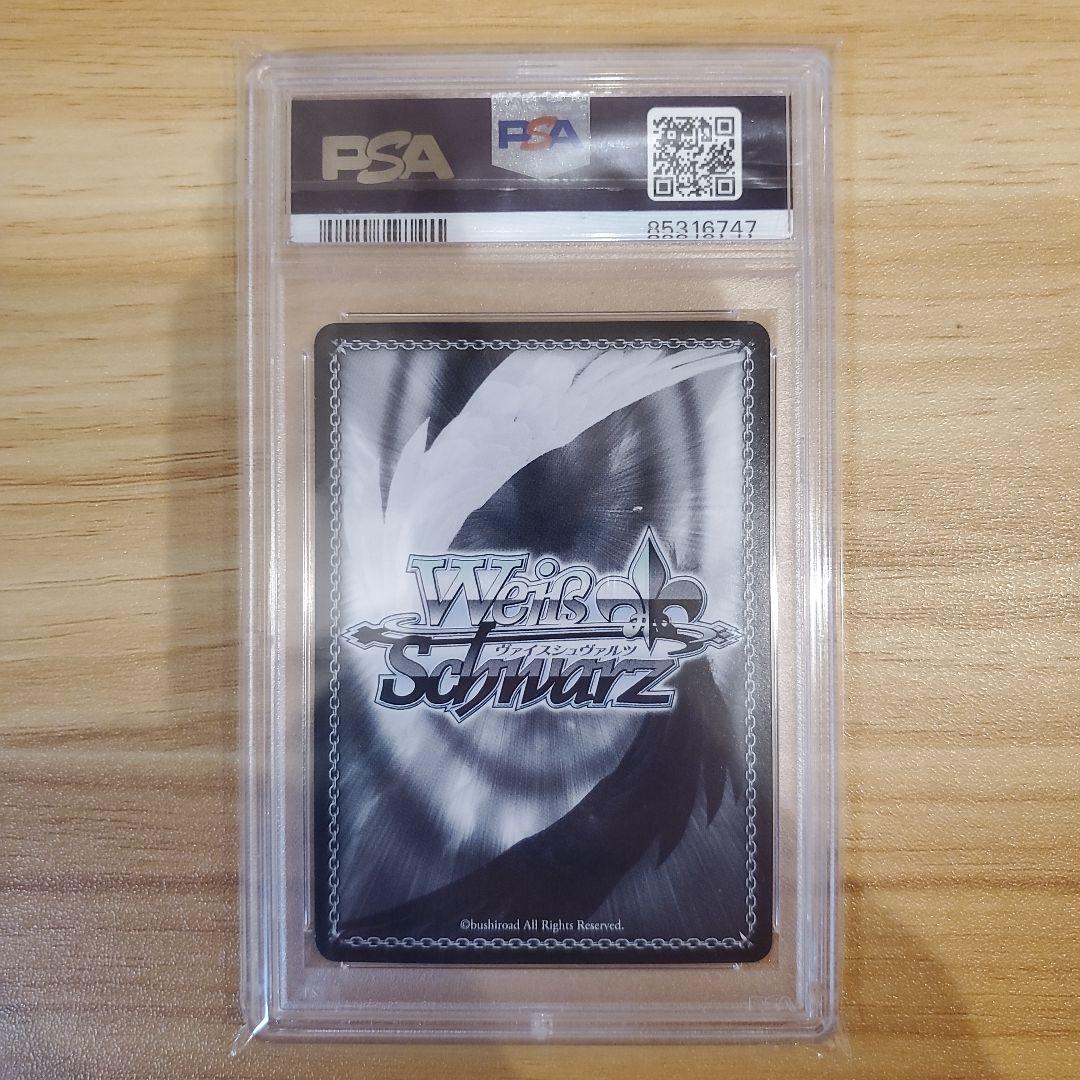 PSA
PSA
85316747
Weiß
ヴァイスシュヴァルツ
Schwarz
©bushiroad All Rights Reserved.